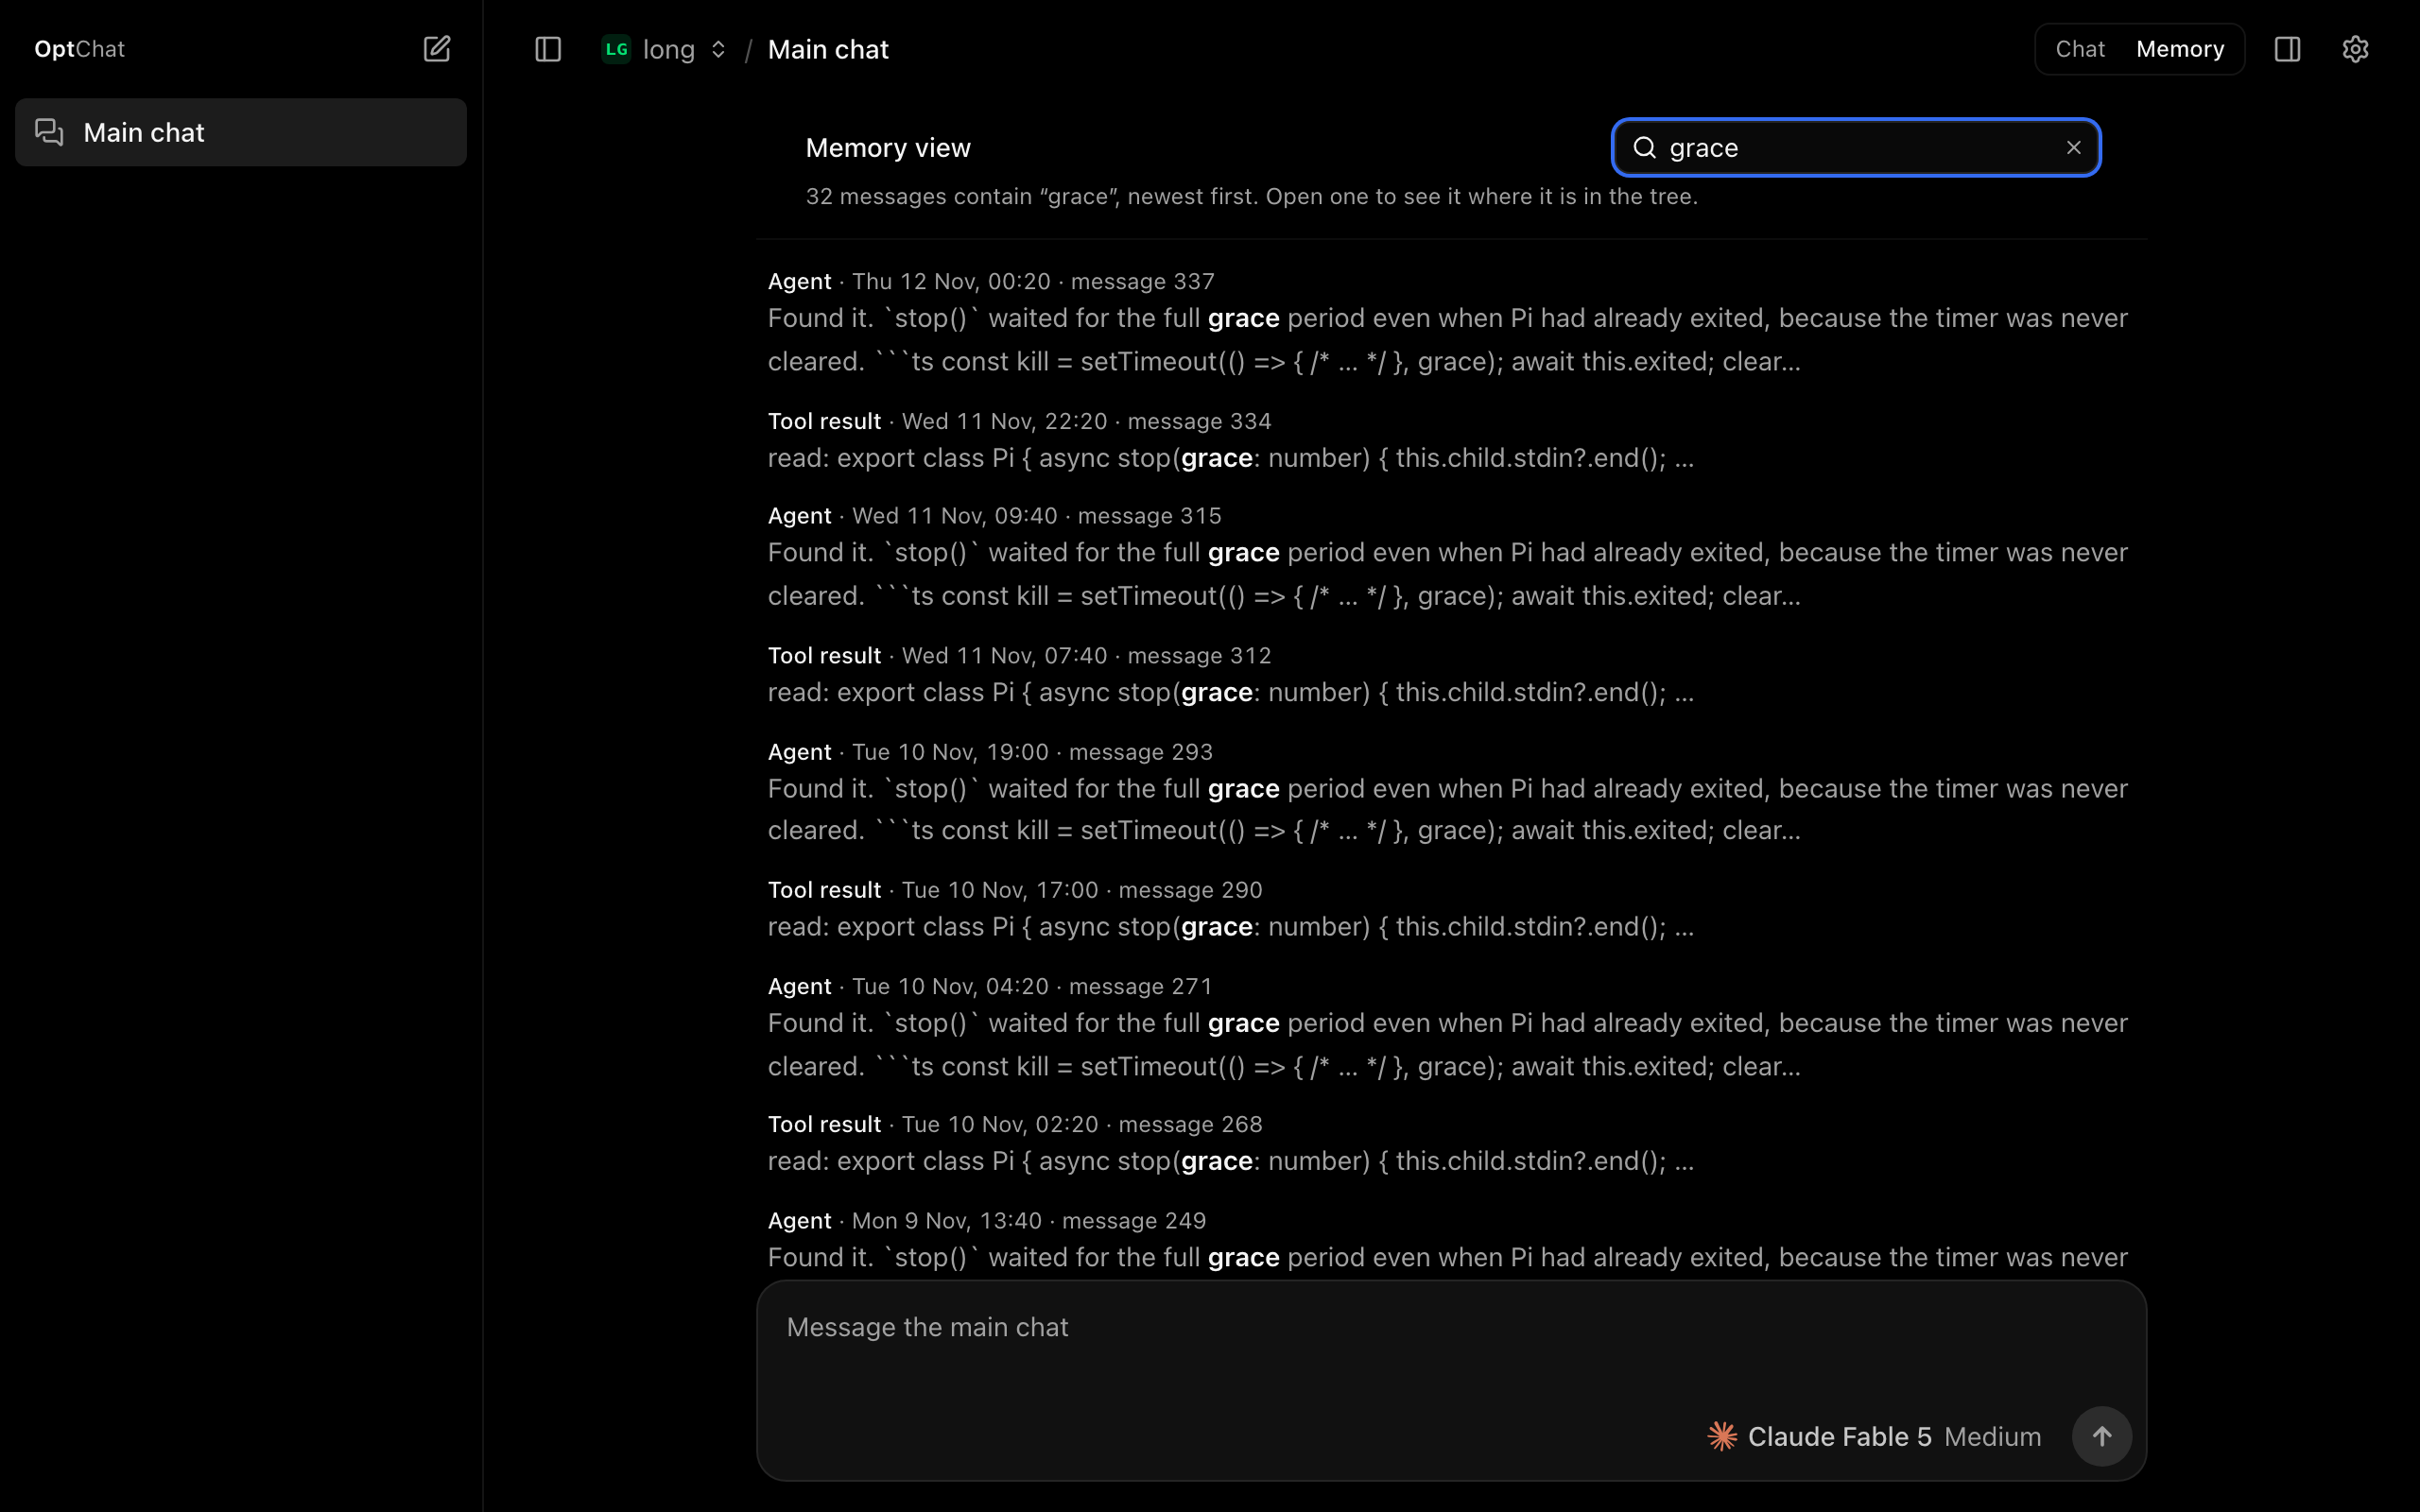 OptChat
LG long / Main chat
Chat Memory
Main chat
Memory view
grace
32 messages contain “grace”, newest first. Open one to see it where it is in the tree.
Agent · Thu 12 Nov, 00:20 · message 337
Found it. `stop()` waited for the full grace period even when Pi had already exited, because the timer was never
cleared. ```ts const kill = setTimeout(() => { /* ... */ }, grace); await this.exited; clear...
Tool result · Wed 11 Nov, 22:20 · message 334
read: export class Pi { async stop(grace: number) { this.child.stdin?.end(); ...
Agent · Wed 11 Nov, 09:40 · message 315
Found it. `stop()` waited for the full grace period even when Pi had already exited, because the timer was never
cleared. ```ts const kill = setTimeout(() => { /* ... */ }, grace); await this.exited; clear...
Tool result · Wed 11 Nov, 07:40 · message 312
read: export class Pi { async stop(grace: number) { this.child.stdin?.end(); ...
Agent · Tue 10 Nov, 19:00 · message 293
Found it. `stop()` waited for the full grace period even when Pi had already exited, because the timer was never
cleared. ```ts const kill = setTimeout(() => { /* ... */ }, grace); await this.exited; clear...
Tool result · Tue 10 Nov, 17:00 · message 290
read: export class Pi { async stop(grace: number) { this.child.stdin?.end(); ...
Agent · Tue 10 Nov, 04:20 · message 271
Found it. `stop()` waited for the full grace period even when Pi had already exited, because the timer was never
cleared. ```ts const kill = setTimeout(() => { /* ... */ }, grace); await this.exited; clear...
Tool result · Tue 10 Nov, 02:20 · message 268
read: export class Pi { async stop(grace: number) { this.child.stdin?.end(); ...
Agent · Mon 9 Nov, 13:40 · message 249
Found it. `stop()` waited for the full grace period even when Pi had already exited, because the timer was never
Message the main chat
Claude Fable 5 Medium